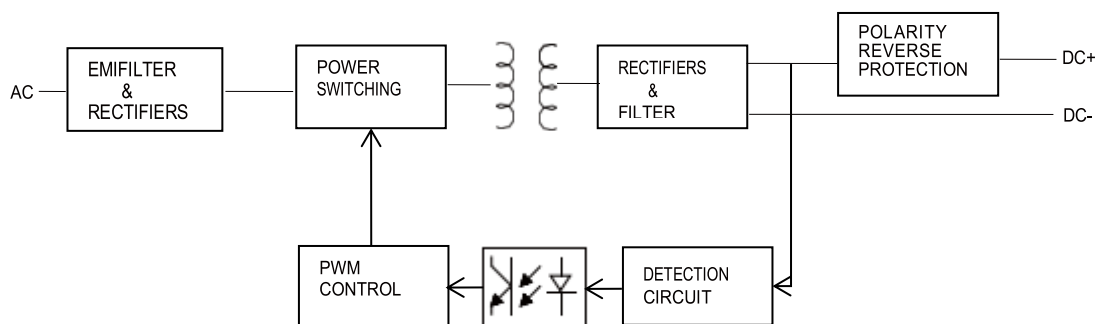 AC
EMIFILTER
&
RECTIFIERS
POWER
SWITCHING
RECTIFIERS
&
FILTER
POLARITY
REVERSE
PROTECTION
DC+
DC-
PWM
CONTROL
DETECTION
CIRCUIT